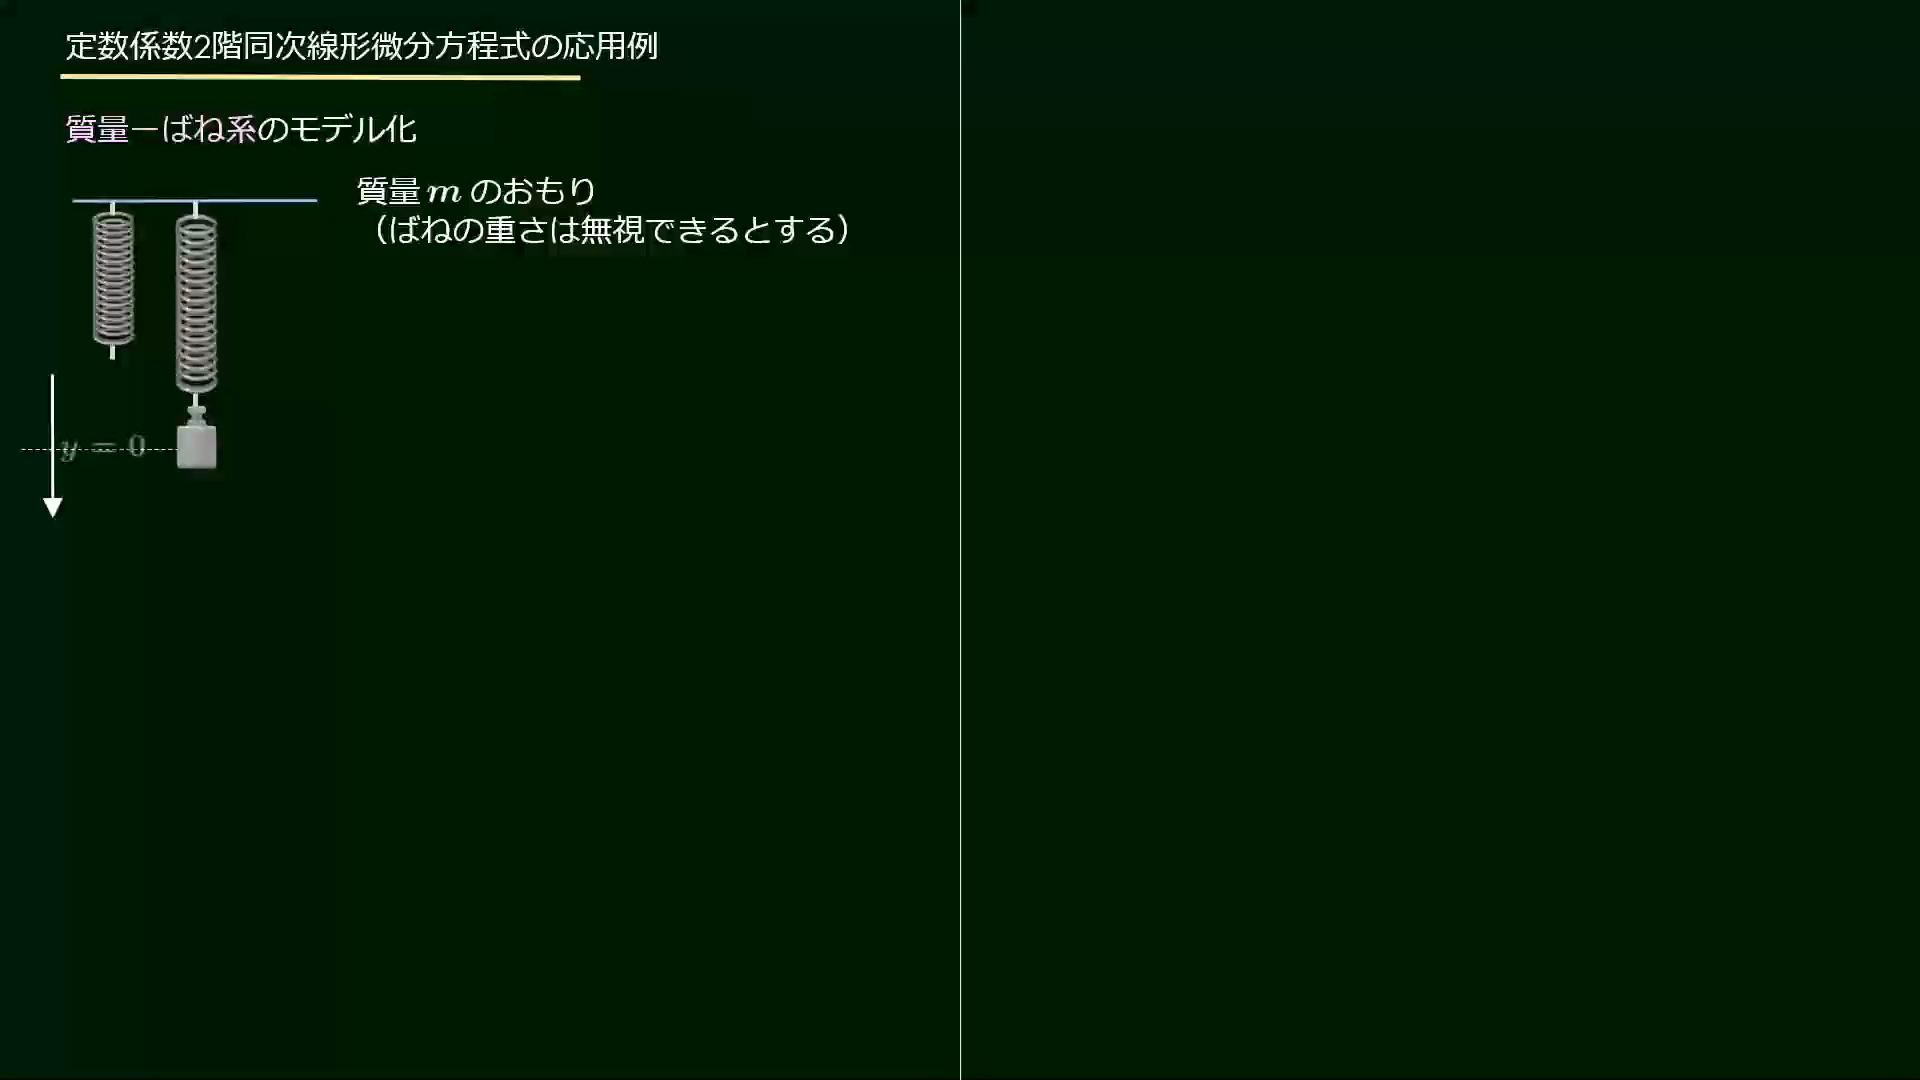 定数係数2階同次線形微分方程式の応用例
質量－ばね系のモデル化
質量 m のおもり
（ばねの重さは無視できるとする）
y = 0